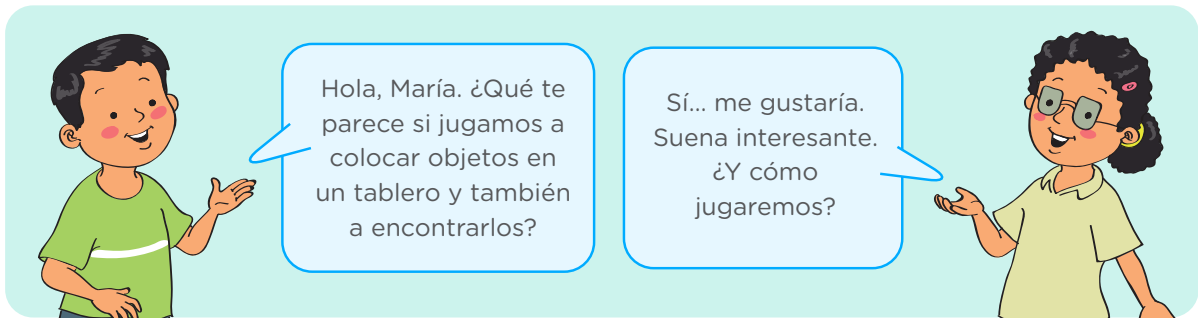 Hola, María. ¿Qué te
parece si jugamos a
colocar objetos en
un tablero y también
a encontrarlos?
Sí... me gustaría.
Suena interesante.
¿Y cómo
jugaremos?